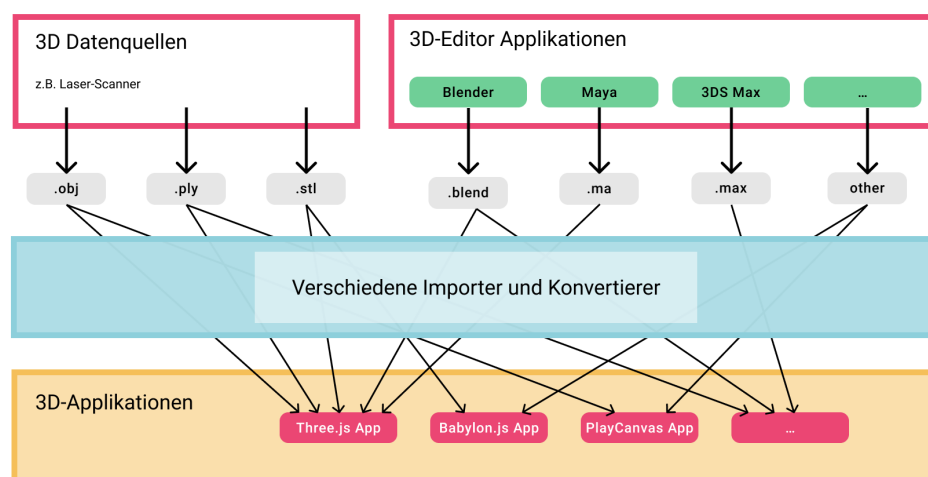 3D Datenquellen
z.B. Laser-Scanner
3D-Editor Applikationen
Blender
Maya
3DS Max
...
.obj
.ply
.stl
.blend
.ma
.max
other
Verschiedene Importer und Konvertierer
3D-Applikationen
Three.js App
Babylon.js App
PlayCanvas App
...